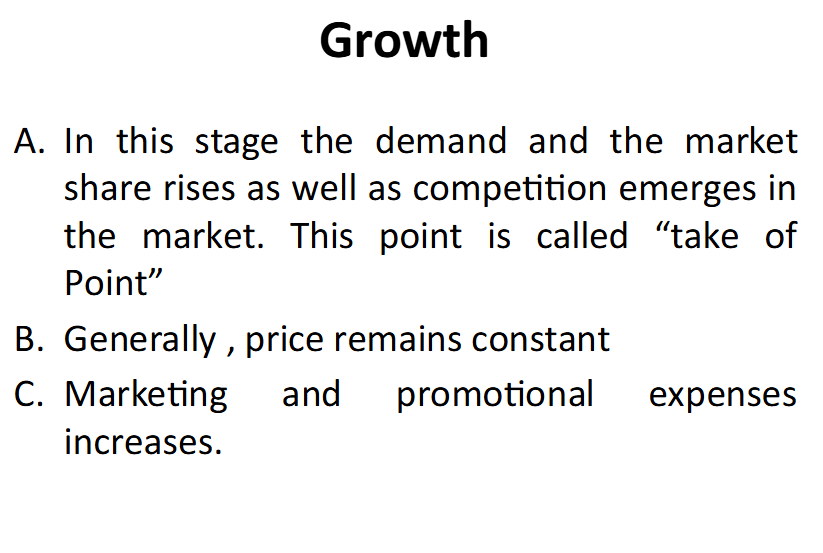 Growth
A. In this stage the demand and the market
share rises as well as competition emerges in
the market. This point is called “take of
Point”
B. Generally , price remains constant
C. Marketing and promotional expenses
increases.